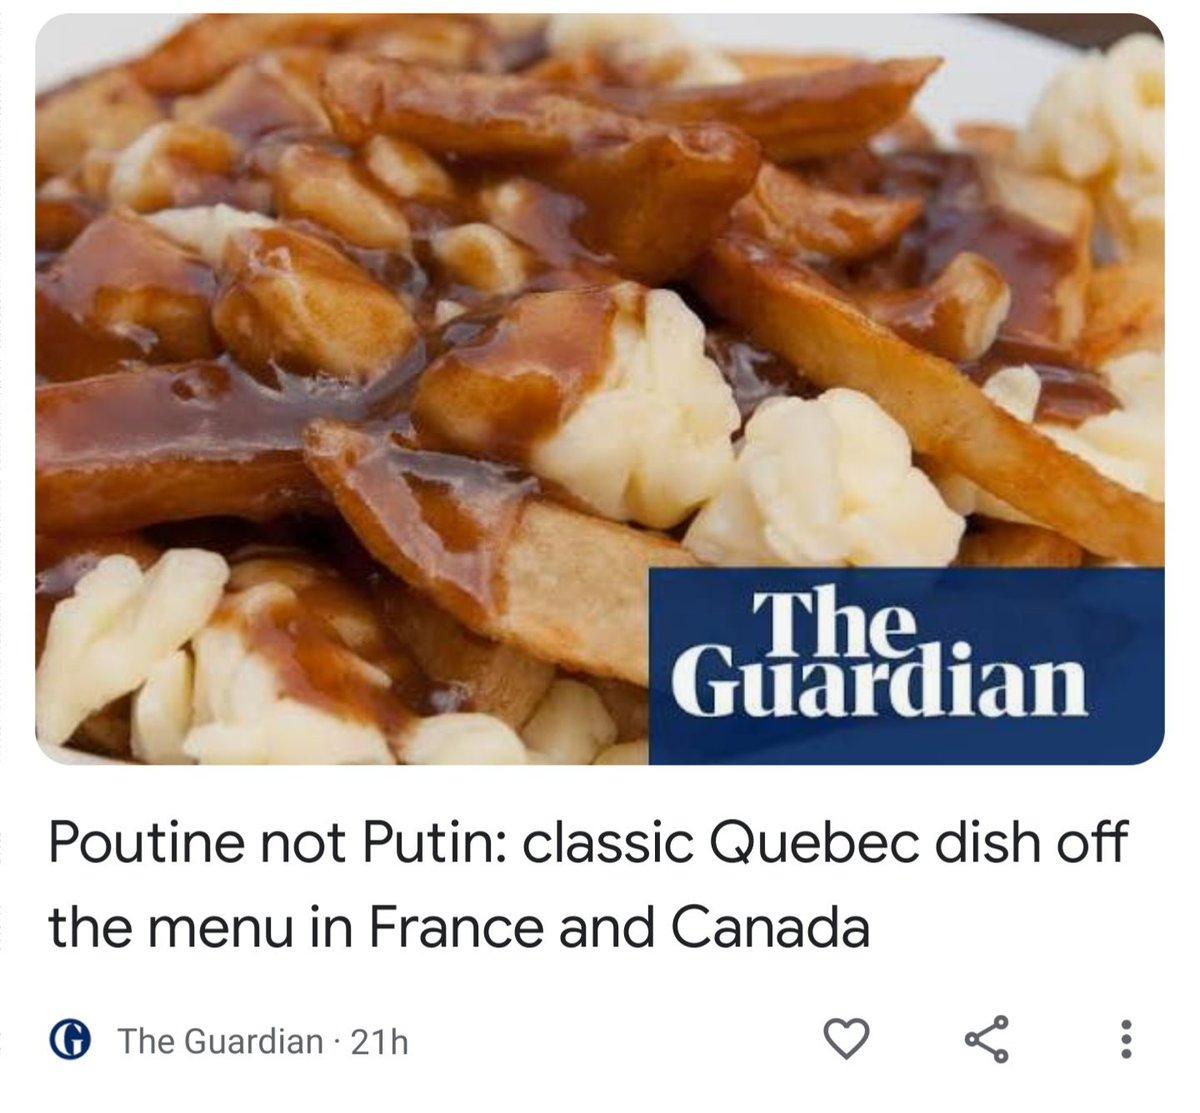 The
Guardian
Poutine not Putin: classic Quebec dish off
the menu in France and Canada
The Guardian · 21h